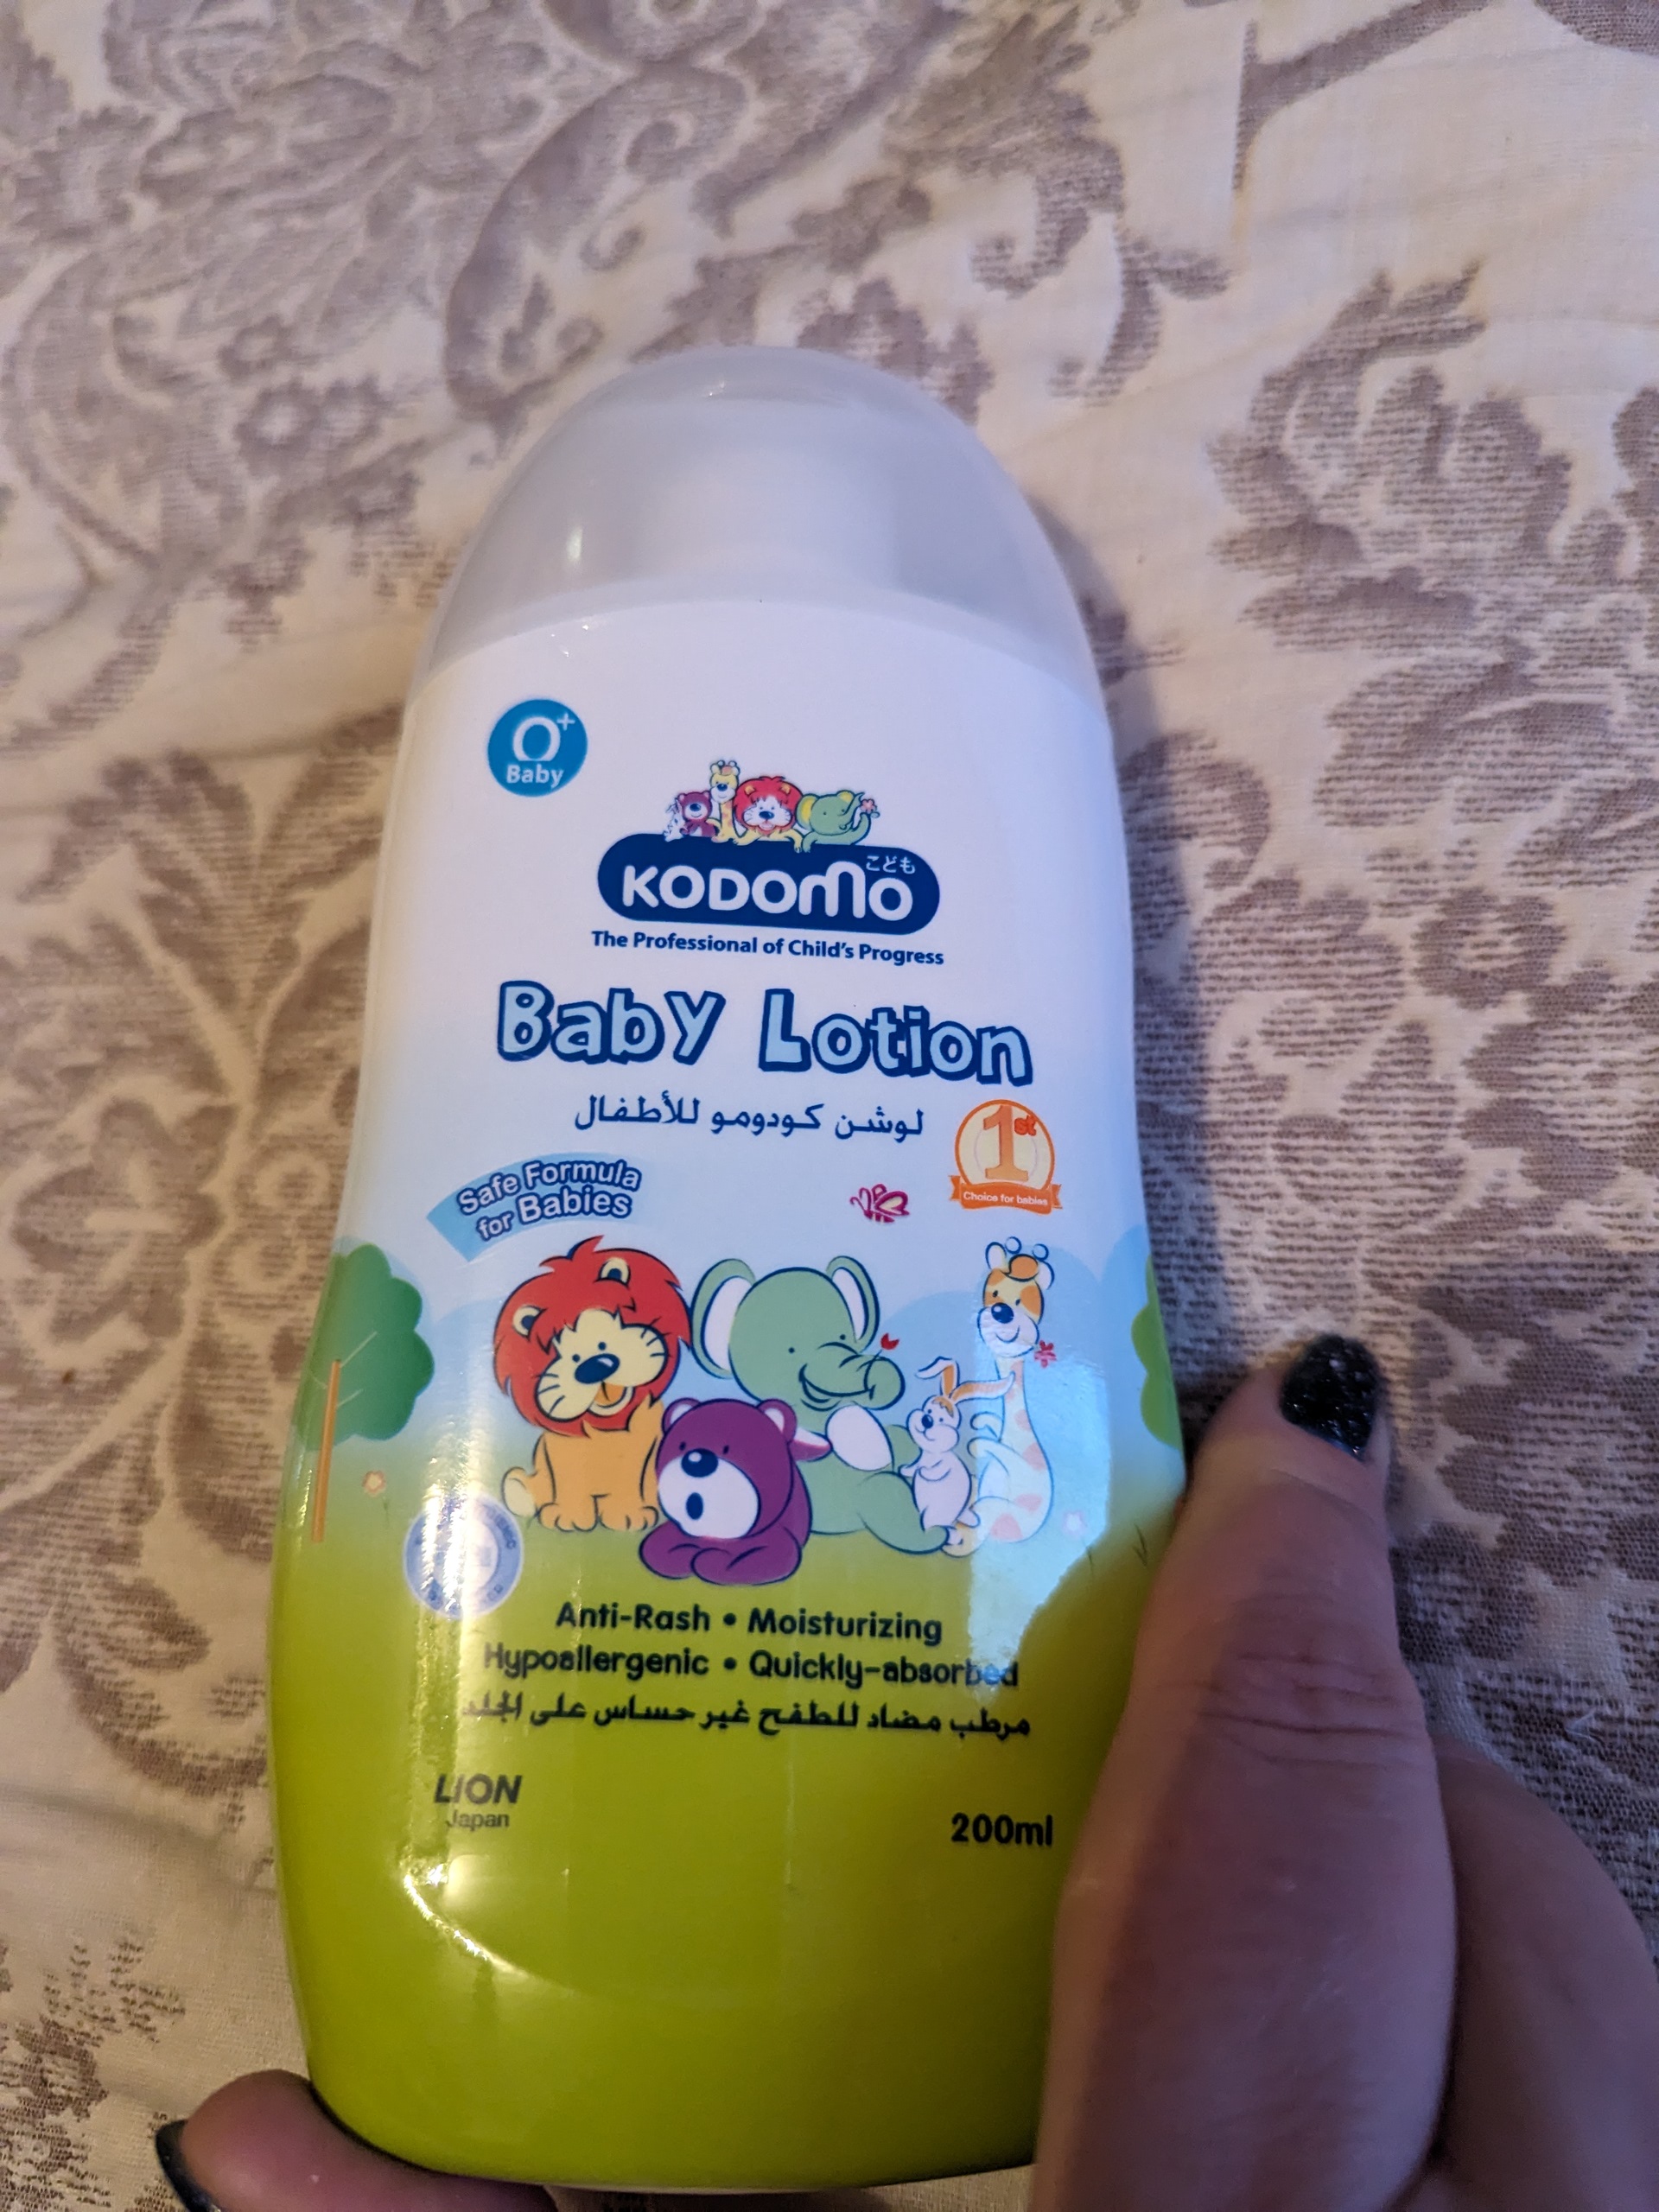 0+
Baby
こども
KODOMO
The Professional of Child's Progress
Baby Lotion
لوشن كودومو للأطفال
1st
Choice for babies
Safe Formula
for Babies
Anti-Rash • Moisturizing
Hypoallergenic • Quickly-absorbed
مرطب مضاد للطفح غير حساس على الجلد
LION
Japan
200ml